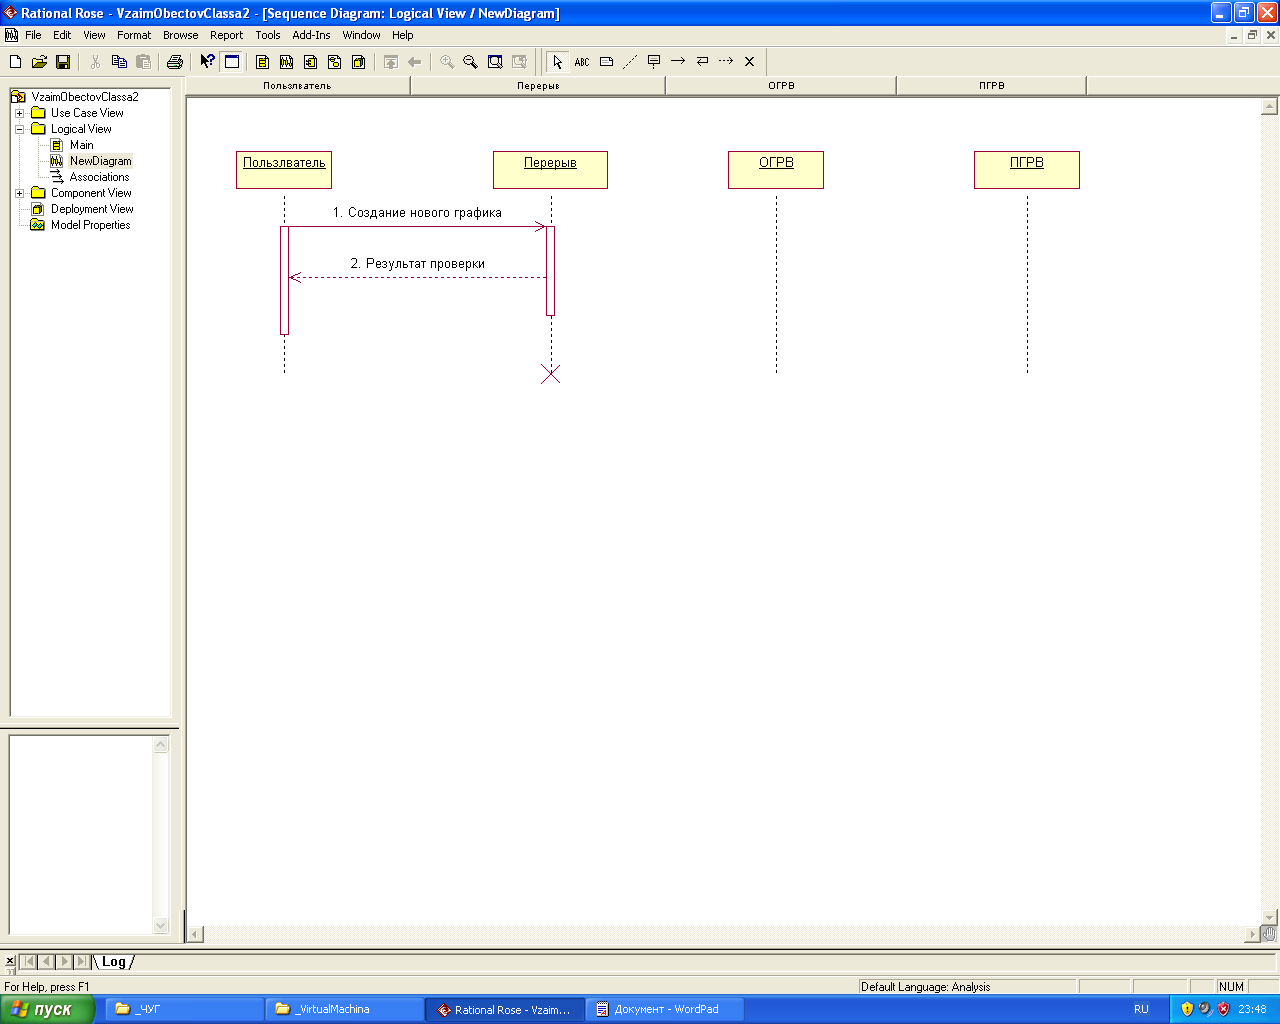 Rational Rose - VzaimObectovClassa2 - [Sequence Diagram: Logical View / NewDiagram]
File Edit View Format Browse Report Tools Add-Ins Window Help
ABC
Пользлватель Перерыв ОГРВ ПГРВ
VzaimObectovClassa2
Use Case View
Logical View
Main
NewDiagram
Associations
Component View
Deployment View
Model Properties
Пользлватель Перерыв ОГРВ ПГРВ
1. Создание нового графика
2. Результат проверки
Log
For Help, press F1 Default Language: Analysis NUM
пуск _ЧУГ _VirtualMachina Rational Rose - Vzaim... Документ - WordPad RU 23:48